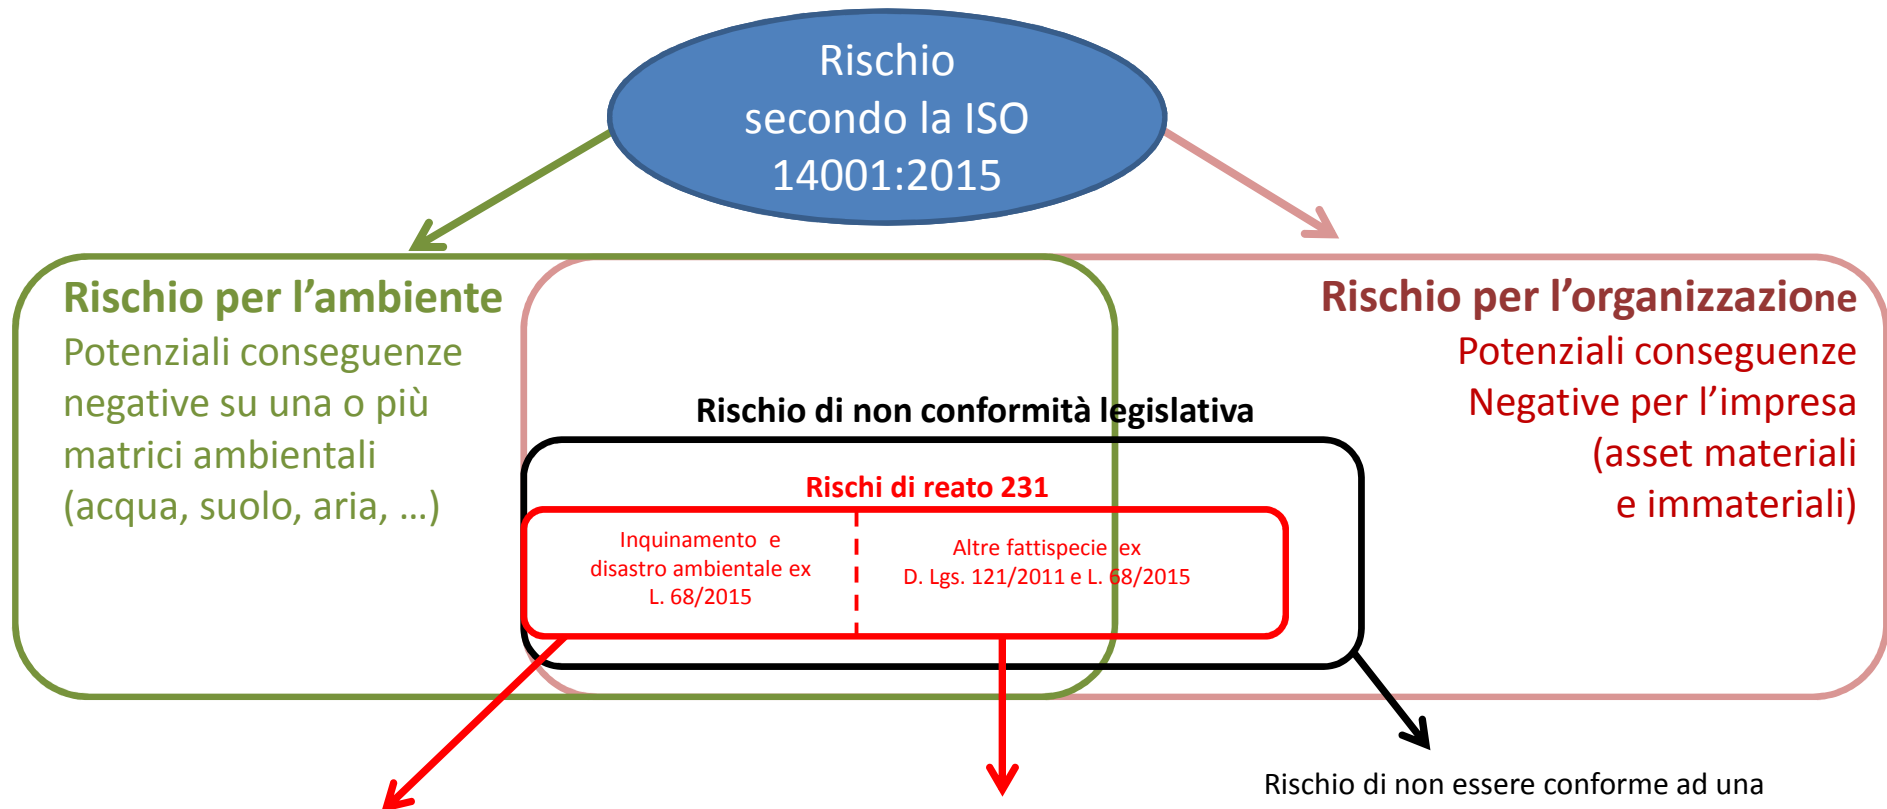 Rischio
secondo la ISO
14001:2015
Rischio per l’ambiente
Potenziali conseguenze
negative su una o più
matrici ambientali
(acqua, suolo, aria, …)
Rischio per l’organizzazione
Potenziali conseguenze
Negative per l’impresa
(asset materiali
e immateriali)
Rischio di non conformità legislativa
Rischi di reato 231
Inquinamento e
disastro ambientale ex
L. 68/2015
Altre fattispecie ex
D. Lgs. 121/2011 e L. 68/2015
Rischio di non essere conforme ad una